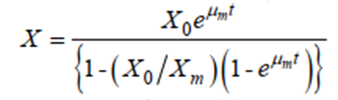 X = X₀e^{μₘt} / {1-(X₀/Xₘ)(1-e^{μₘt})}